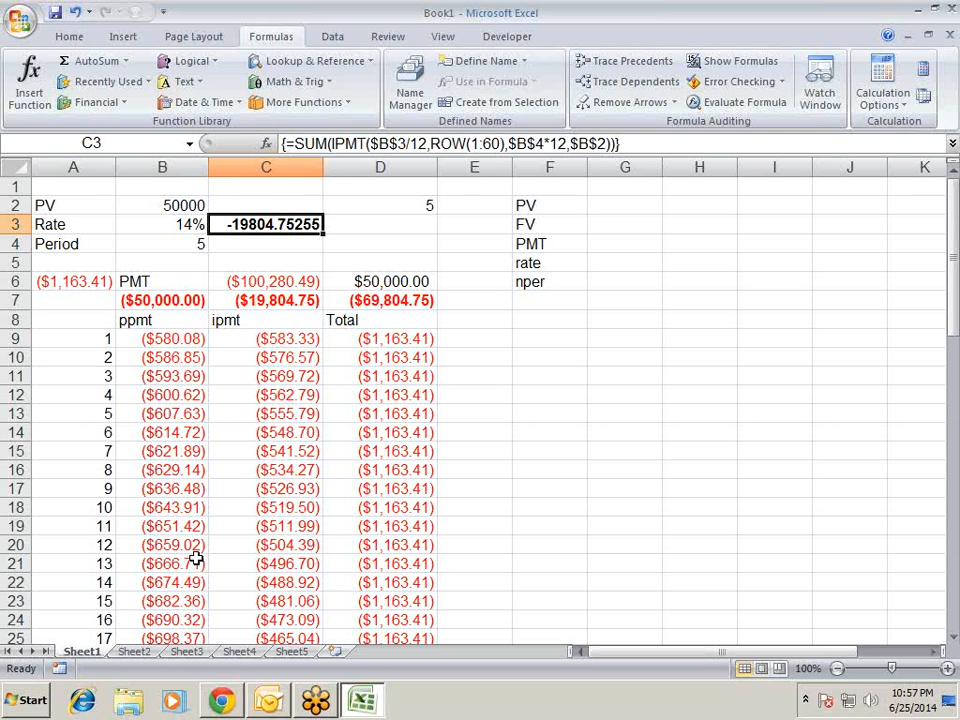 Book1 - Microsoft Excel
Home Insert Page Layout Formulas Data Review View Developer
fx Insert Function
Σ AutoSum
Recently Used
Financial
Logical
Text
Date & Time
Lookup & Reference
Math & Trig
More Functions
Function Library
Name Manager
Define Name
Use in Formula
Create from Selection
Defined Names
Trace Precedents
Trace Dependents
Remove Arrows
Show Formulas
Error Checking
Evaluate Formula
Formula Auditing
Watch Window
Calculation Options
Calculation
C3 fx {=SUM(IPMT($B$3/12,ROW(1:60),$B$4*12,$B$2))}
A B C D E F G H I J K
1
2 PV 50000 5 PV
3 Rate 14% -19804.75255 FV
4 Period 5 PMT
5 rate
6 ($1,163.41) PMT ($100,280.49) $50,000.00 nper
7 ($50,000.00) ($19,804.75) ($69,804.75)
8 ppmt ipmt Total
9 1 ($580.08) ($583.33) ($1,163.41)
10 2 ($586.85) ($576.57) ($1,163.41)
11 3 ($593.69) ($569.72) ($1,163.41)
12 4 ($600.62) ($562.79) ($1,163.41)
13 5 ($607.63) ($555.79) ($1,163.41)
14 6 ($614.72) ($548.70) ($1,163.41)
15 7 ($621.89) ($541.52) ($1,163.41)
16 8 ($629.14) ($534.27) ($1,163.41)
17 9 ($636.48) ($526.93) ($1,163.41)
18 10 ($643.91) ($519.50) ($1,163.41)
19 11 ($651.42) ($511.99) ($1,163.41)
20 12 ($659.02) ($504.39) ($1,163.41)
21 13 ($496.70) ($1,163.41)
22 14 ($674.49) ($488.92) ($1,163.41)
23 15 ($682.36) ($481.06) ($1,163.41)
24 16 ($690.32) ($473.09) ($1,163.41)
25 17 ($698.37) ($465.04) ($1,163.41)
Sheet1 Sheet2 Sheet3 Sheet4 Sheet5
Ready 100%
Start 10:57 PM
6/25/2014